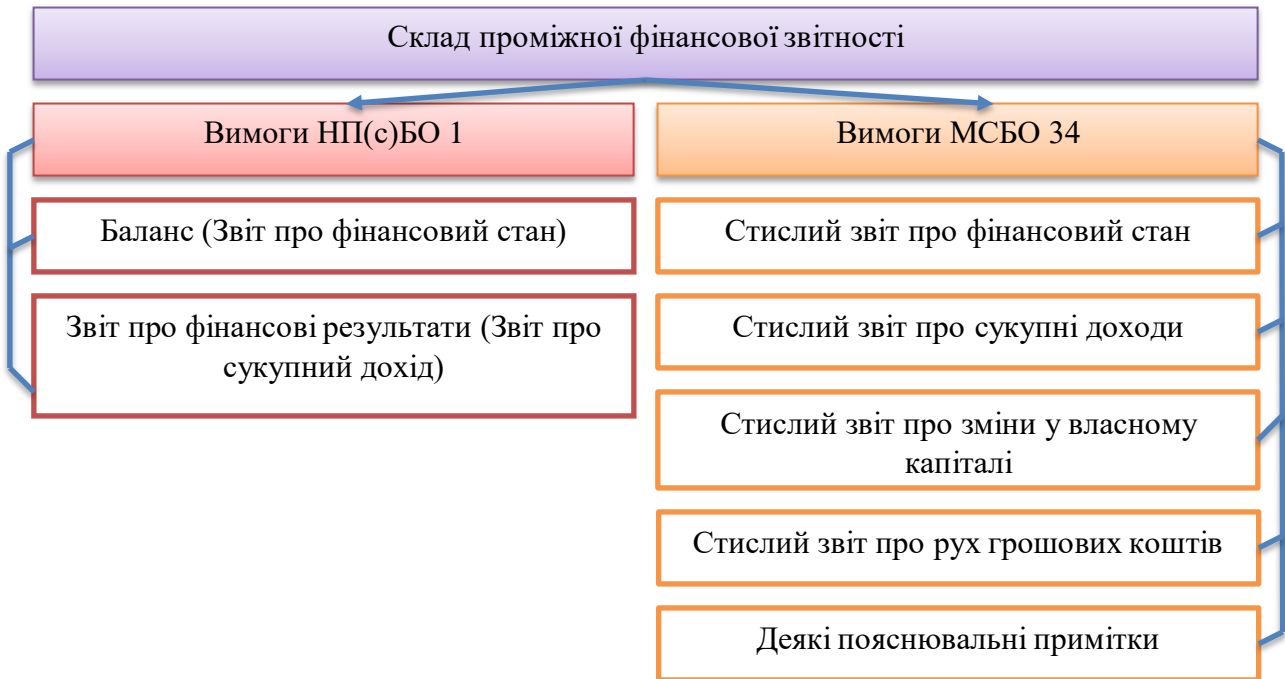 Склад проміжної фінансової звітності
Вимоги НП(с)БО 1
Баланс (Звіт про фінансовий стан)
Звіт про фінансові результати (Звіт про
сукупний дохід)
Вимоги МСБО 34
Стислий звіт про фінансовий стан
Стислий звіт про сукупні доходи
Стислий звіт про зміни у власному
капіталі
Стислий звіт про рух грошових коштів
Деякі пояснювальні примітки